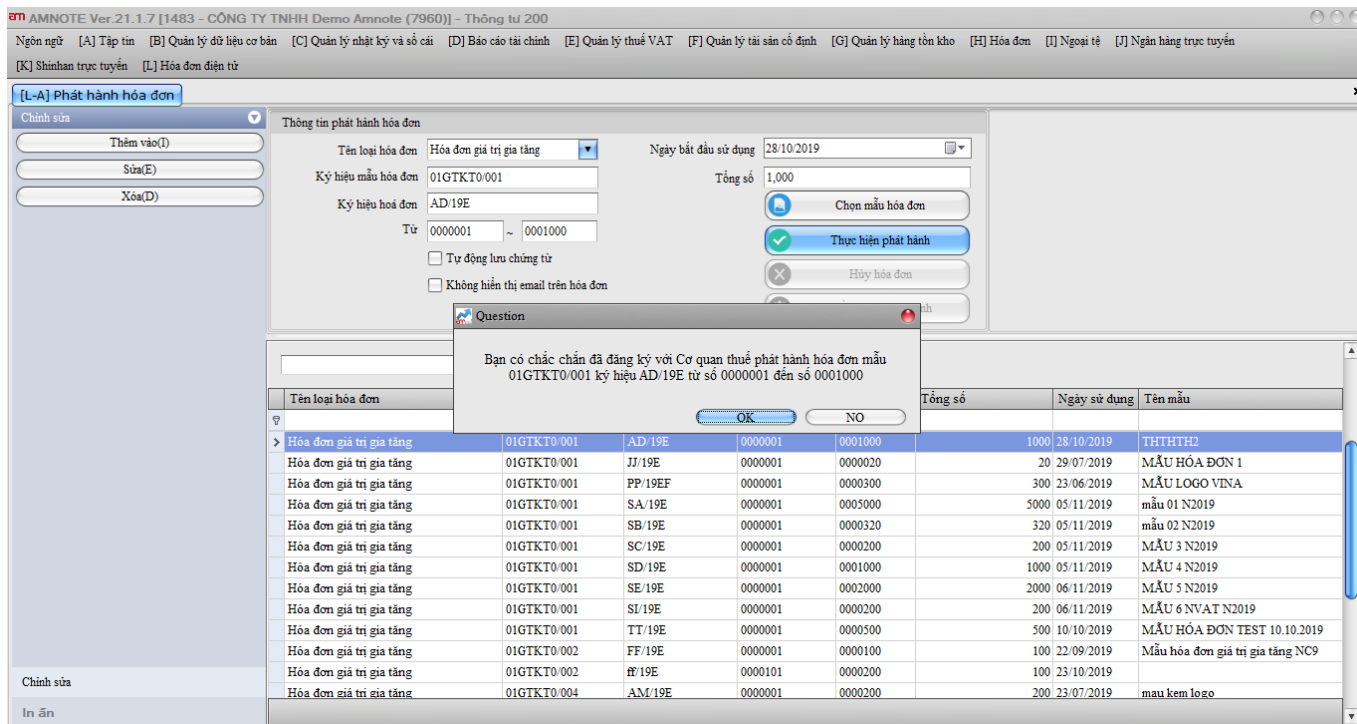 am AMNOTE Ver.21.1.7 [1483 - CÔNG TY TNHH Demo Amnote (7960)] - Thông tư 200
Ngôn ngữ [A] Tập tin [B] Quản lý dữ liệu cơ bản [C] Quản lý nhật ký và sổ cái [D] Báo cáo tài chính [E] Quản lý thuế VAT [F] Quản lý tài sản cố định [G] Quản lý hàng tồn kho [H] Hóa đơn [I] Ngoại tệ [J] Ngân hàng trực tuyến
[K] Shinhan trực tuyến [L] Hóa đơn điện tử
[L-A] Phát hành hóa đơn
Chỉnh sửa
Thêm vào(I)
Sửa(E)
Xóa(D)
Thông tin phát hành hóa đơn
Tên loại hóa đơn Hóa đơn giá trị gia tăng Ngày bắt đầu sử dụng 28/10/2019
Ký hiệu mẫu hóa đơn 01GTKT0/001 Tổng số 1,000
Ký hiệu hoá đơn AD/19E Chọn mẫu hóa đơn
Từ 0000001 ~ 0001000 Thực hiện phát hành
Tự động lưu chứng từ Hủy hóa đơn
Không hiển thị email trên hóa đơn
nh
Question
Bạn có chắc chắn đã đăng ký với Cơ quan thuế phát hành hóa đơn mẫu
01GTKT0/001 ký hiệu AD/19E từ số 0000001 đến số 0001000
OK NO
Tên loại hóa đơn Tổng số Ngày sử dụng Tên mẫu
Hóa đơn giá trị gia tăng 01GTKT0/001 AD/19E 0000001 0001000 1000 28/10/2019 THTHTH2
Hóa đơn giá trị gia tăng 01GTKT0/001 JJ/19E 0000001 0000020 20 29/07/2019 MẪU HÓA ĐƠN 1
Hóa đơn giá trị gia tăng 01GTKT0/001 PP/19EF 0000001 0000300 300 23/06/2019 MẪU LOGO VINA
Hóa đơn giá trị gia tăng 01GTKT0/001 SA/19E 0000001 0005000 5000 05/11/2019 mẫu 01 N2019
Hóa đơn giá trị gia tăng 01GTKT0/001 SB/19E 0000001 0000320 320 05/11/2019 mẫu 02 N2019
Hóa đơn giá trị gia tăng 01GTKT0/001 SC/19E 0000001 0000200 200 05/11/2019 MẪU 3 N2019
Hóa đơn giá trị gia tăng 01GTKT0/001 SD/19E 0000001 0001000 1000 05/11/2019 MẪU 4 N2019
Hóa đơn giá trị gia tăng 01GTKT0/001 SE/19E 0000001 0002000 2000 06/11/2019 MẪU 5 N2019
Hóa đơn giá trị gia tăng 01GTKT0/001 SI/19E 0000001 0000200 200 06/11/2019 MẪU 6 NVAT N2019
Hóa đơn giá trị gia tăng 01GTKT0/001 TT/19E 0000001 0000500 500 10/10/2019 MẪU HÓA ĐƠN TEST 10.10.2019
Hóa đơn giá trị gia tăng 01GTKT0/002 FF/19E 0000001 0000100 100 22/09/2019 Mẫu hóa đơn giá trị gia tăng NC9
Hóa đơn giá trị gia tăng 01GTKT0/002 ff/19E 0000101 0000200 100 23/10/2019
Hóa đơn giá trị gia tăng 01GTKT0/004 AM/19E 0000001 0000200 200 23/07/2019 mau kem logo
Chỉnh sửa
In ấn